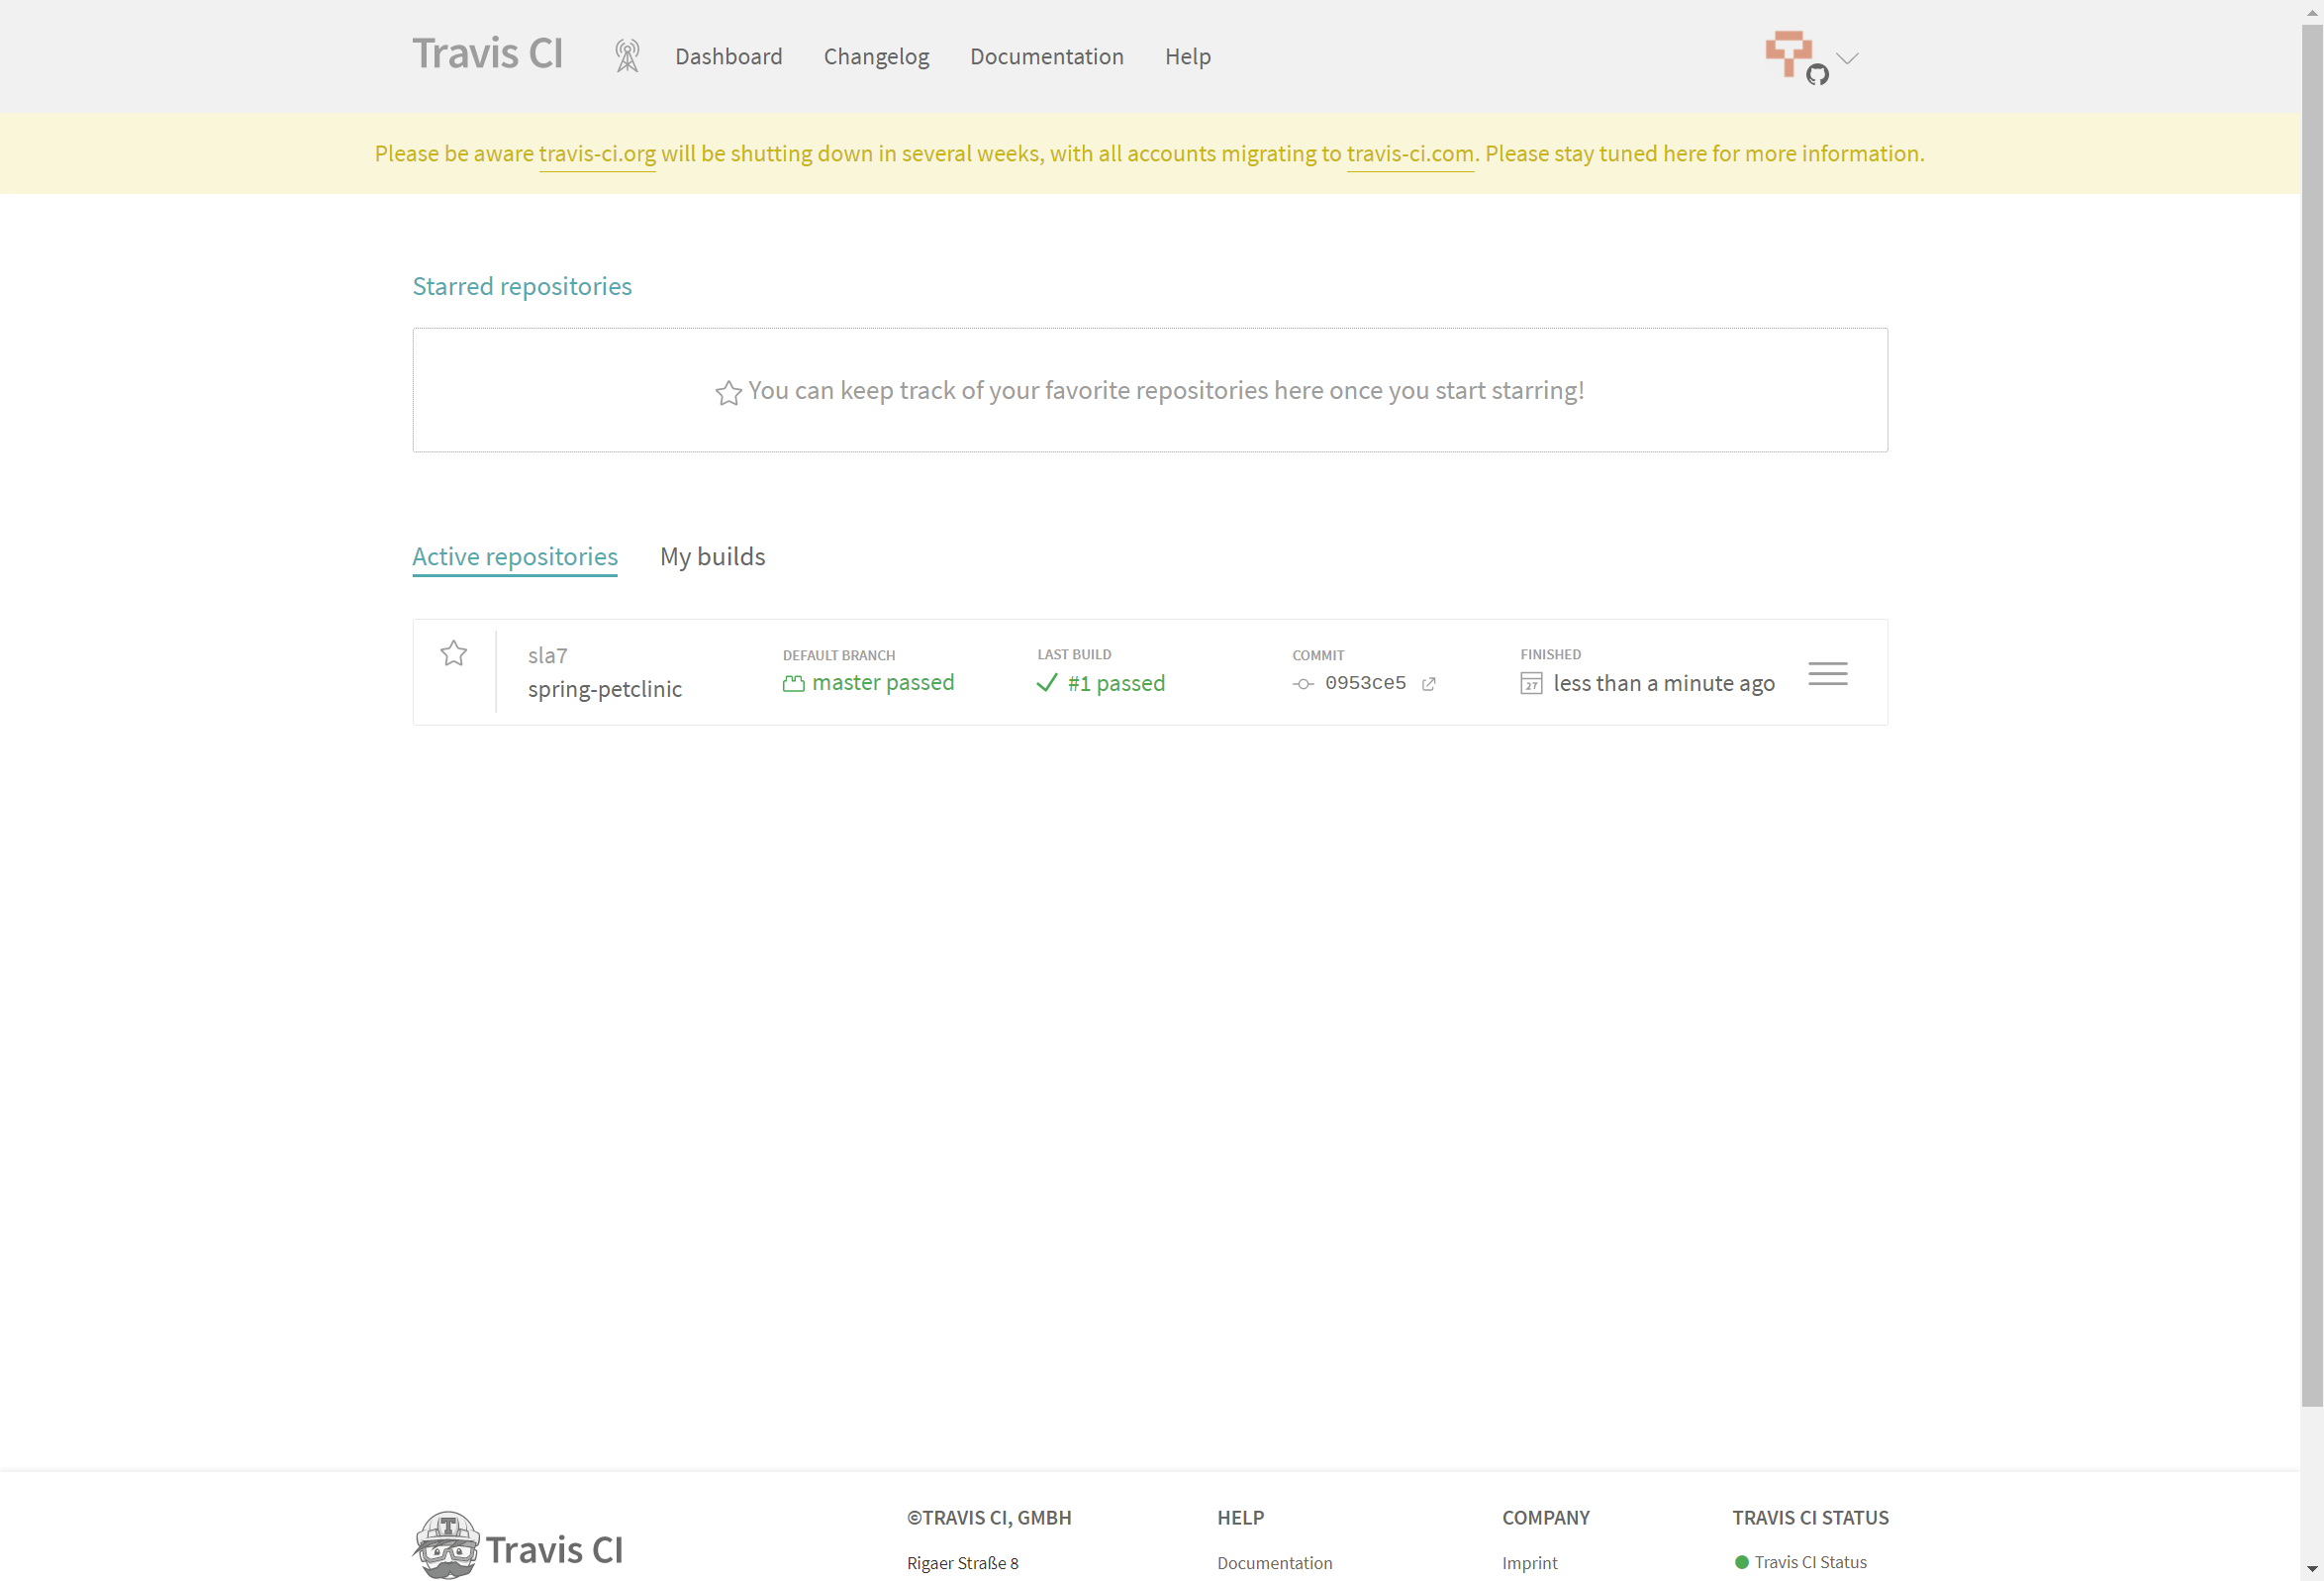 Travis CI Dashboard Changelog Documentation Help
Please be aware travis-ci.org will be shutting down in several weeks, with all accounts migrating to travis-ci.com. Please stay tuned here for more information.
Starred repositories
You can keep track of your favorite repositories here once you start starring!
Active repositories My builds
sla7 DEFAULT BRANCH LAST BUILD COMMIT FINISHED
spring-petclinic master passed #1 passed 0953ce5 27 less than a minute ago
©TRAVIS CI, GMBH HELP COMPANY TRAVIS CI STATUS
T
Travis CI Rigaer Straße 8 Documentation Imprint Travis CI Status